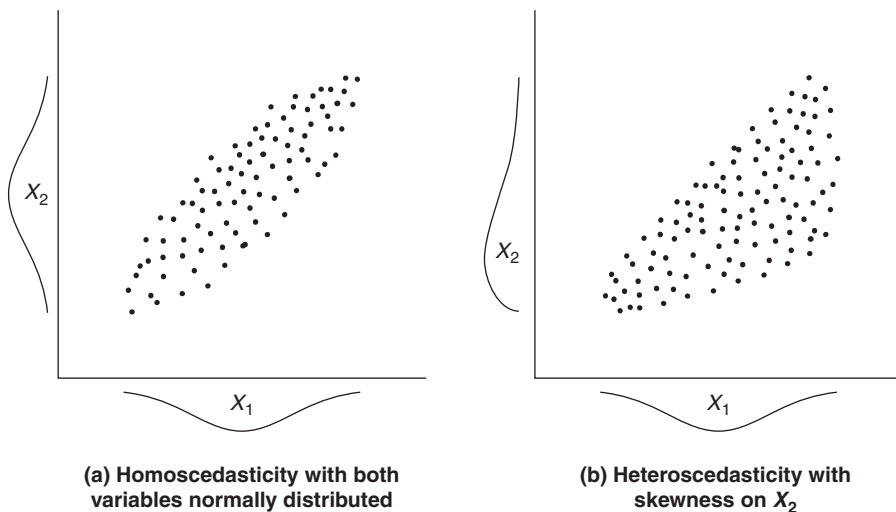 X2
X1
(a) Homoscedasticity with both
variables normally distributed
X2
X1
(b) Heteroscedasticity with
skewness on X2